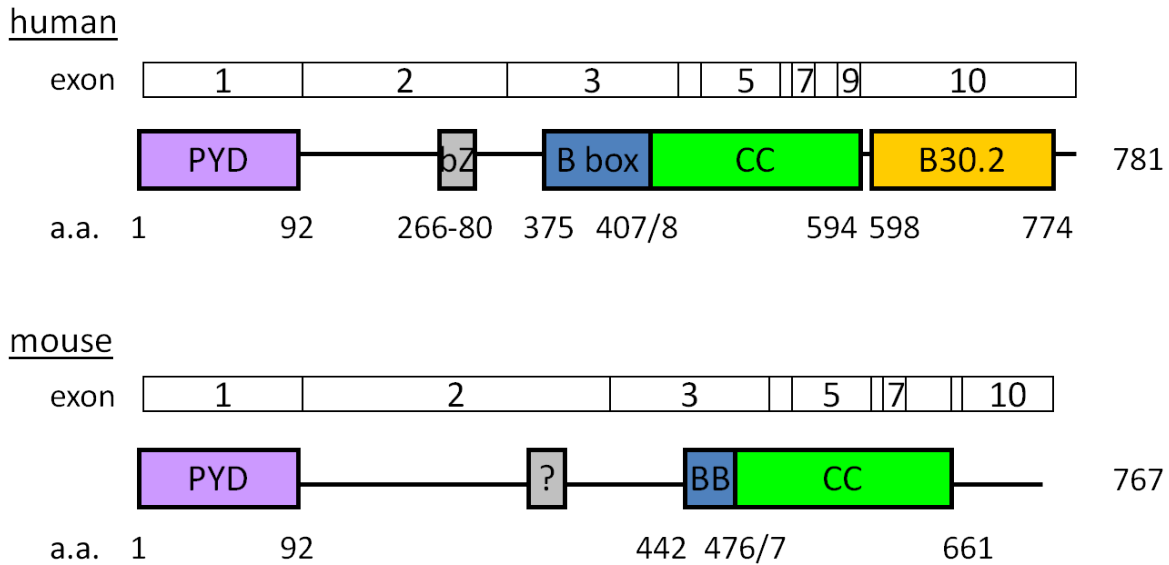 human
exon 1 2 3 5 7 9 10
PYD bZ B box CC B30.2 781
a.a. 1 92 266-80 375 407/8 594 598 774
mouse
exon 1 2 3 5 7 10
PYD ? BB CC 767
a.a. 1 92 442 476/7 661